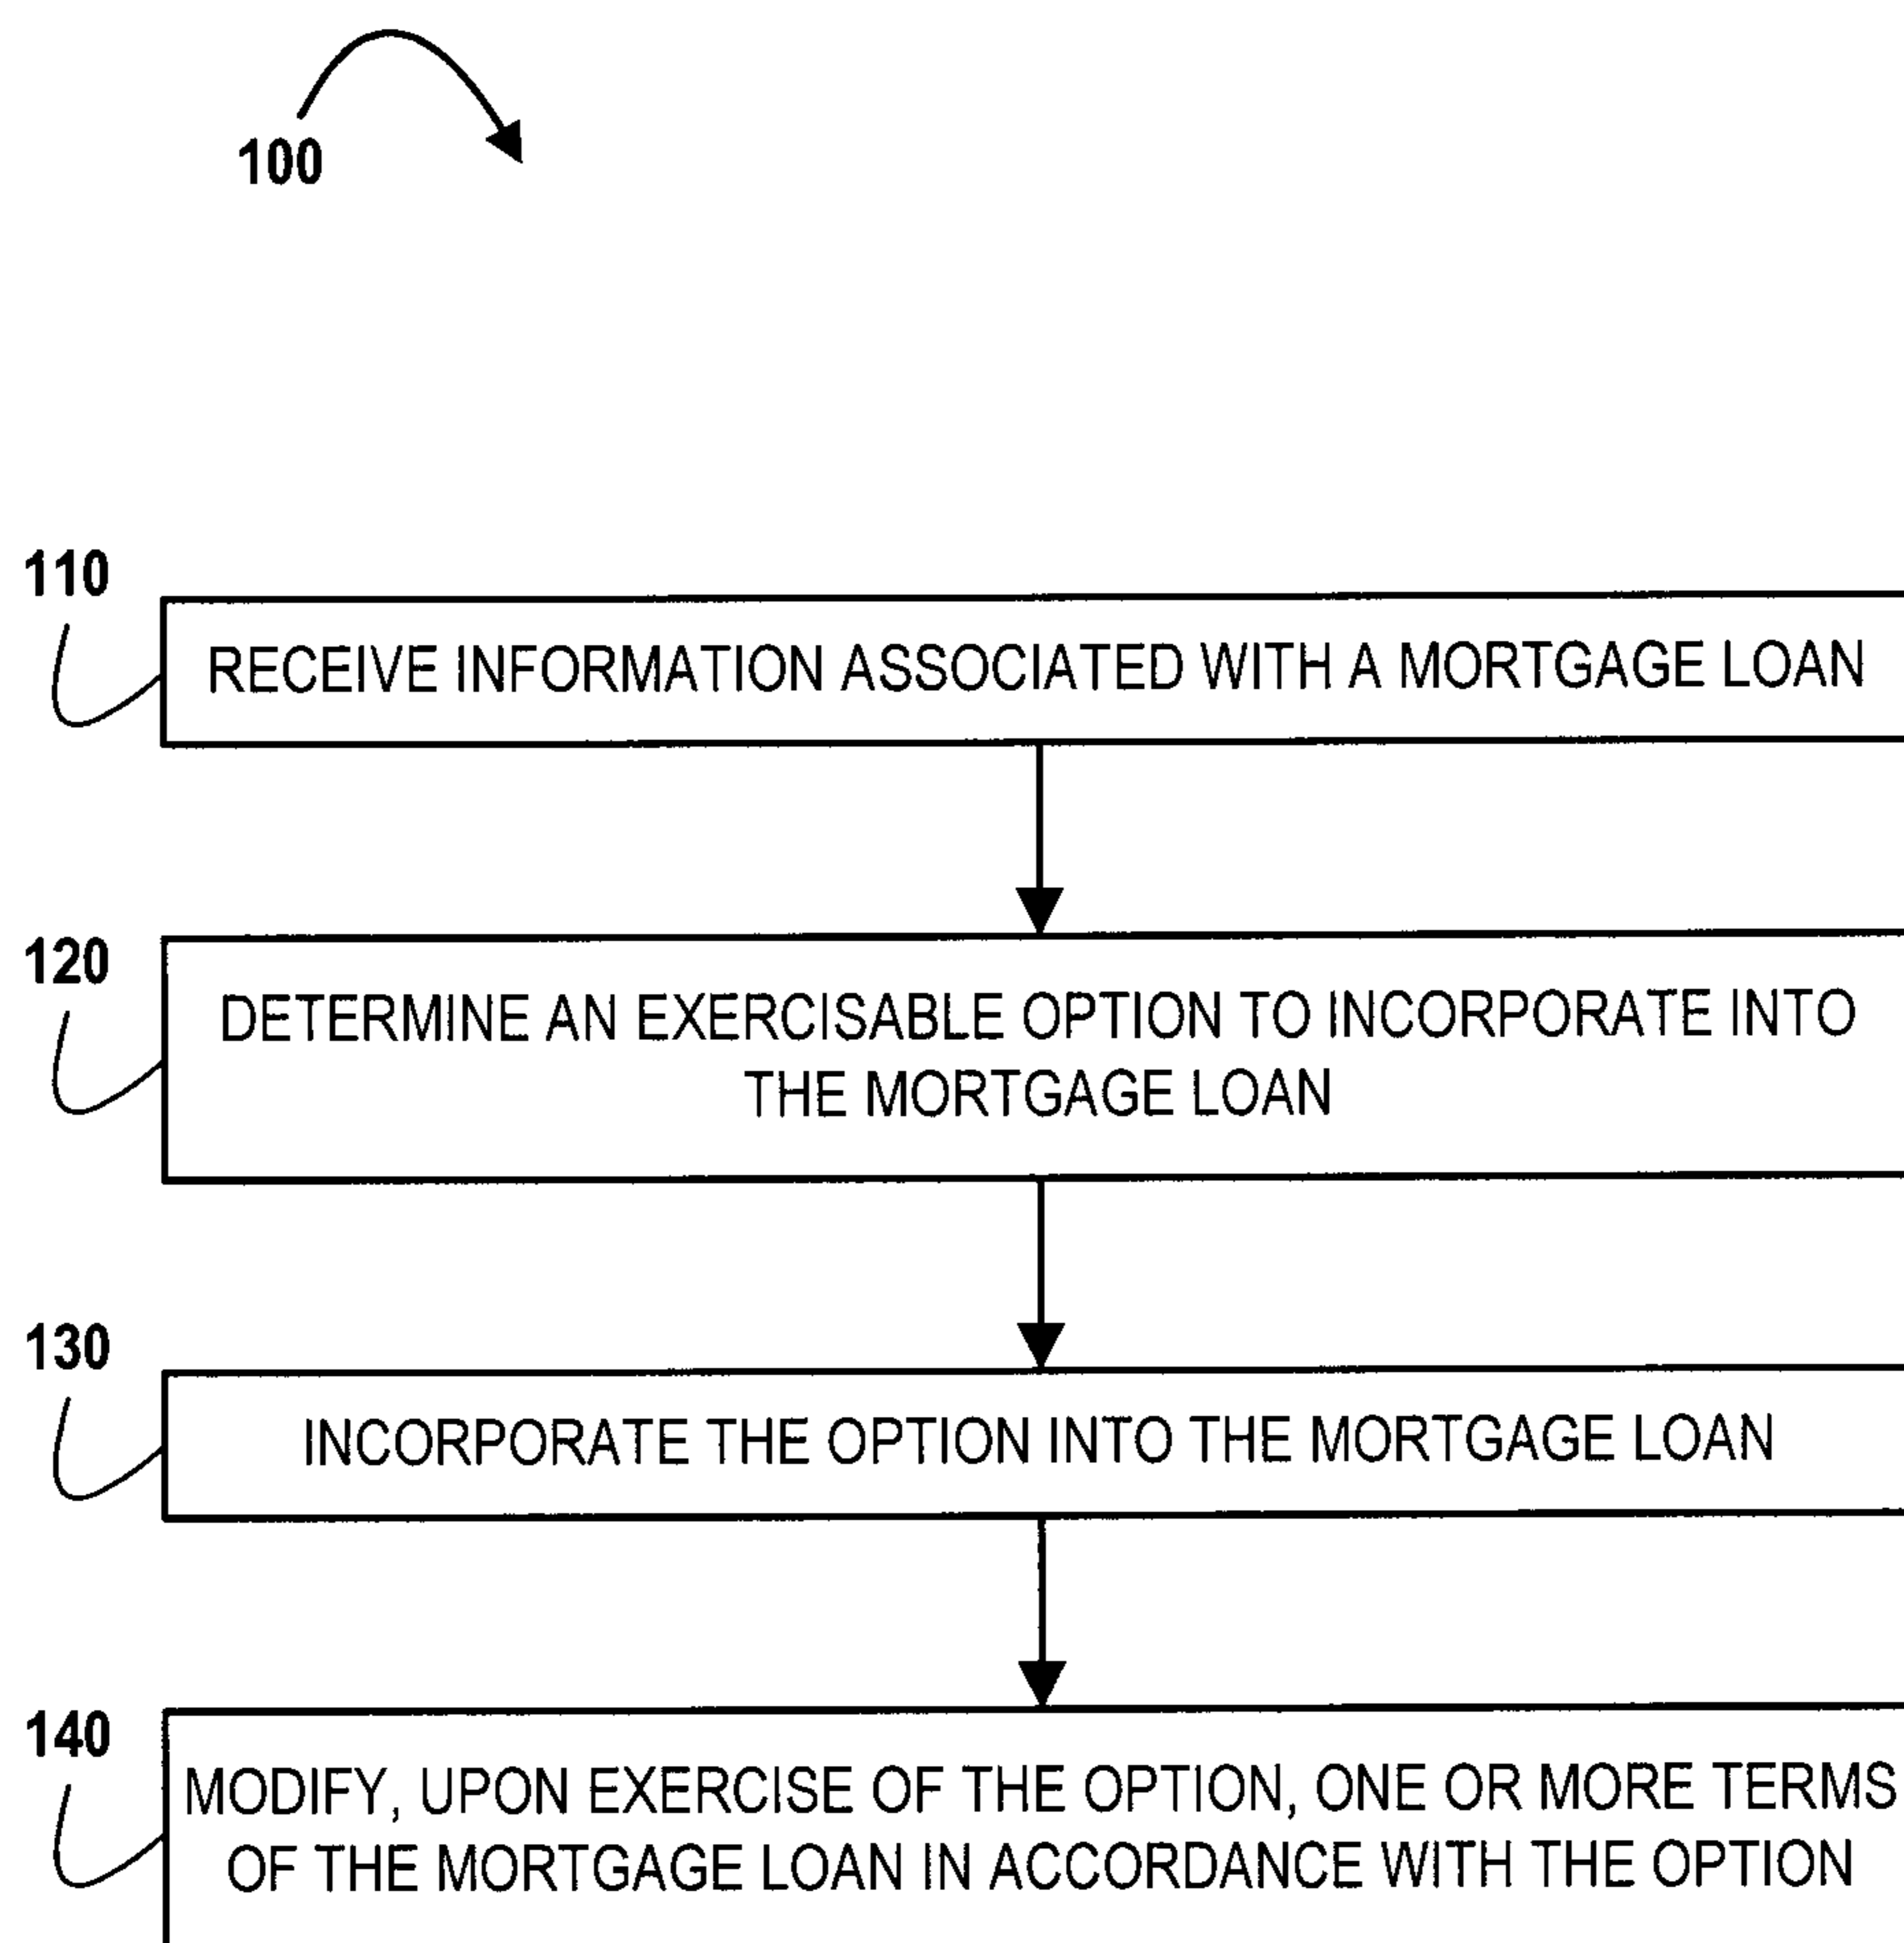 100
110
RECEIVE INFORMATION ASSOCIATED WITH A MORTGAGE LOAN
120
DETERMINE AN EXERCISABLE OPTION TO INCORPORATE INTO
THE MORTGAGE LOAN
130
INCORPORATE THE OPTION INTO THE MORTGAGE LOAN
140
MODIFY, UPON EXERCISE OF THE OPTION, ONE OR MORE TERMS
OF THE MORTGAGE LOAN IN ACCORDANCE WITH THE OPTION